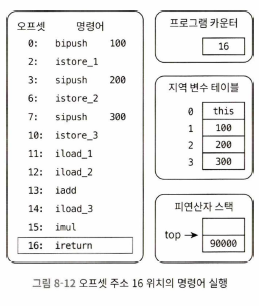 오프셋 명령어
0: bipush 100
2: istore_1
3: sipush 200
6: istore_2
7: sipush 300
10: istore_3
11: iload_1
12: iload_2
13: iadd
14: iload_3
15: imul
16: ireturn
프로그램 카운터
16
지역 변수 테이블
0 this
1 100
2 200
3 300
피연산자 스택
top →
90000
그림 8-12 오프셋 주소 16 위치의 명령어 실행